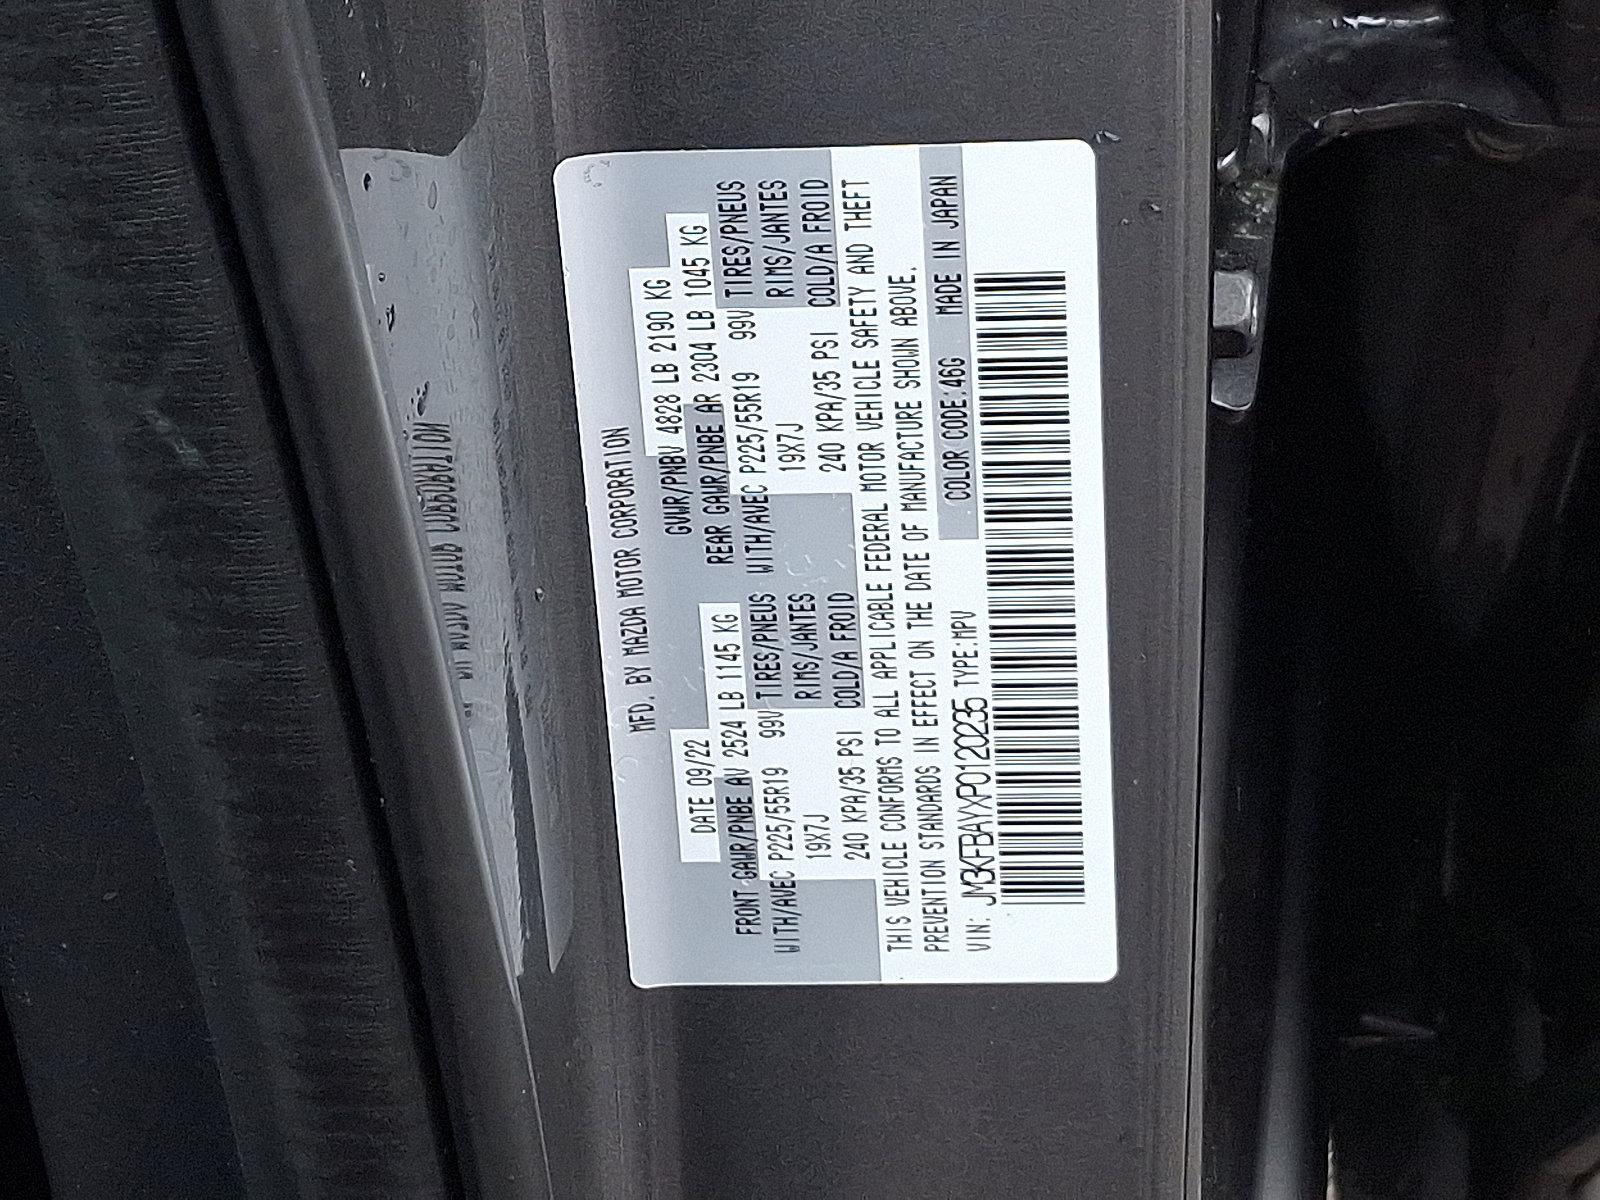 MFD. BY MAZDA MOTOR CORPORATION
DATE 09/22 GVWR/PNBV 4828 LB 2190 KG
FRONT GAWR/PNBE AV 2524 LB 1145 KG REAR GAWR/PNBE AR 2304 LB 1045 KG
WITH/AVEC P225/55R19 99V TIRES/PNEUS WITH/AVEC P225/55R19 99V TIRES/PNEUS
19X7J RIMS/JANTES 19X7J RIMS/JANTES
240 KPA/35 PSI COLD/A FROID 240 KPA/35 PSI COLD/A FROID
THIS VEHICLE CONFORMS TO ALL APPLICABLE FEDERAL MOTOR VEHICLE SAFETY AND THEFT
PREVENTION STANDARDS IN EFFECT ON THE DATE OF MANUFACTURE SHOWN ABOVE.
VIN: JM3KFBAYXP0120235 TYPE:MPV COLOR CODE:46G MADE IN JAPAN